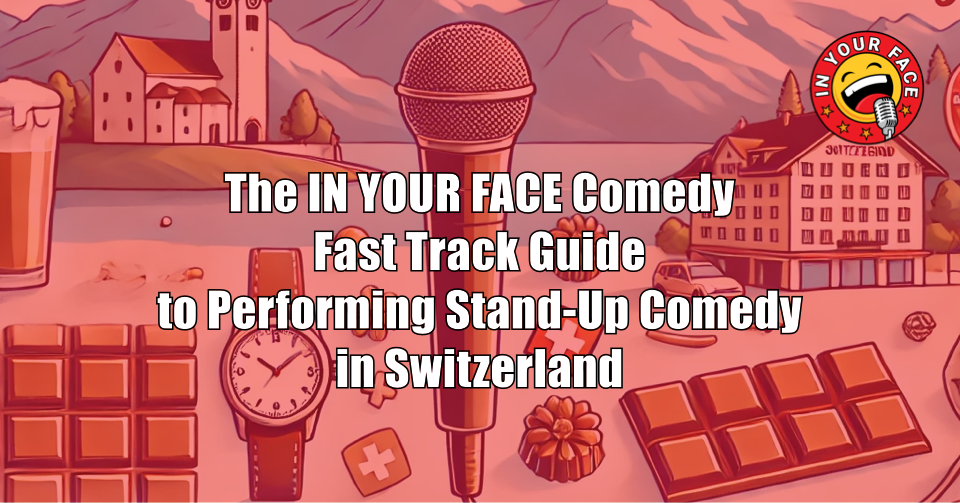 IN YOUR FACE
The IN YOUR FACE Comedy
Fast Track Guide
to Performing Stand-Up Comedy
in Switzerland